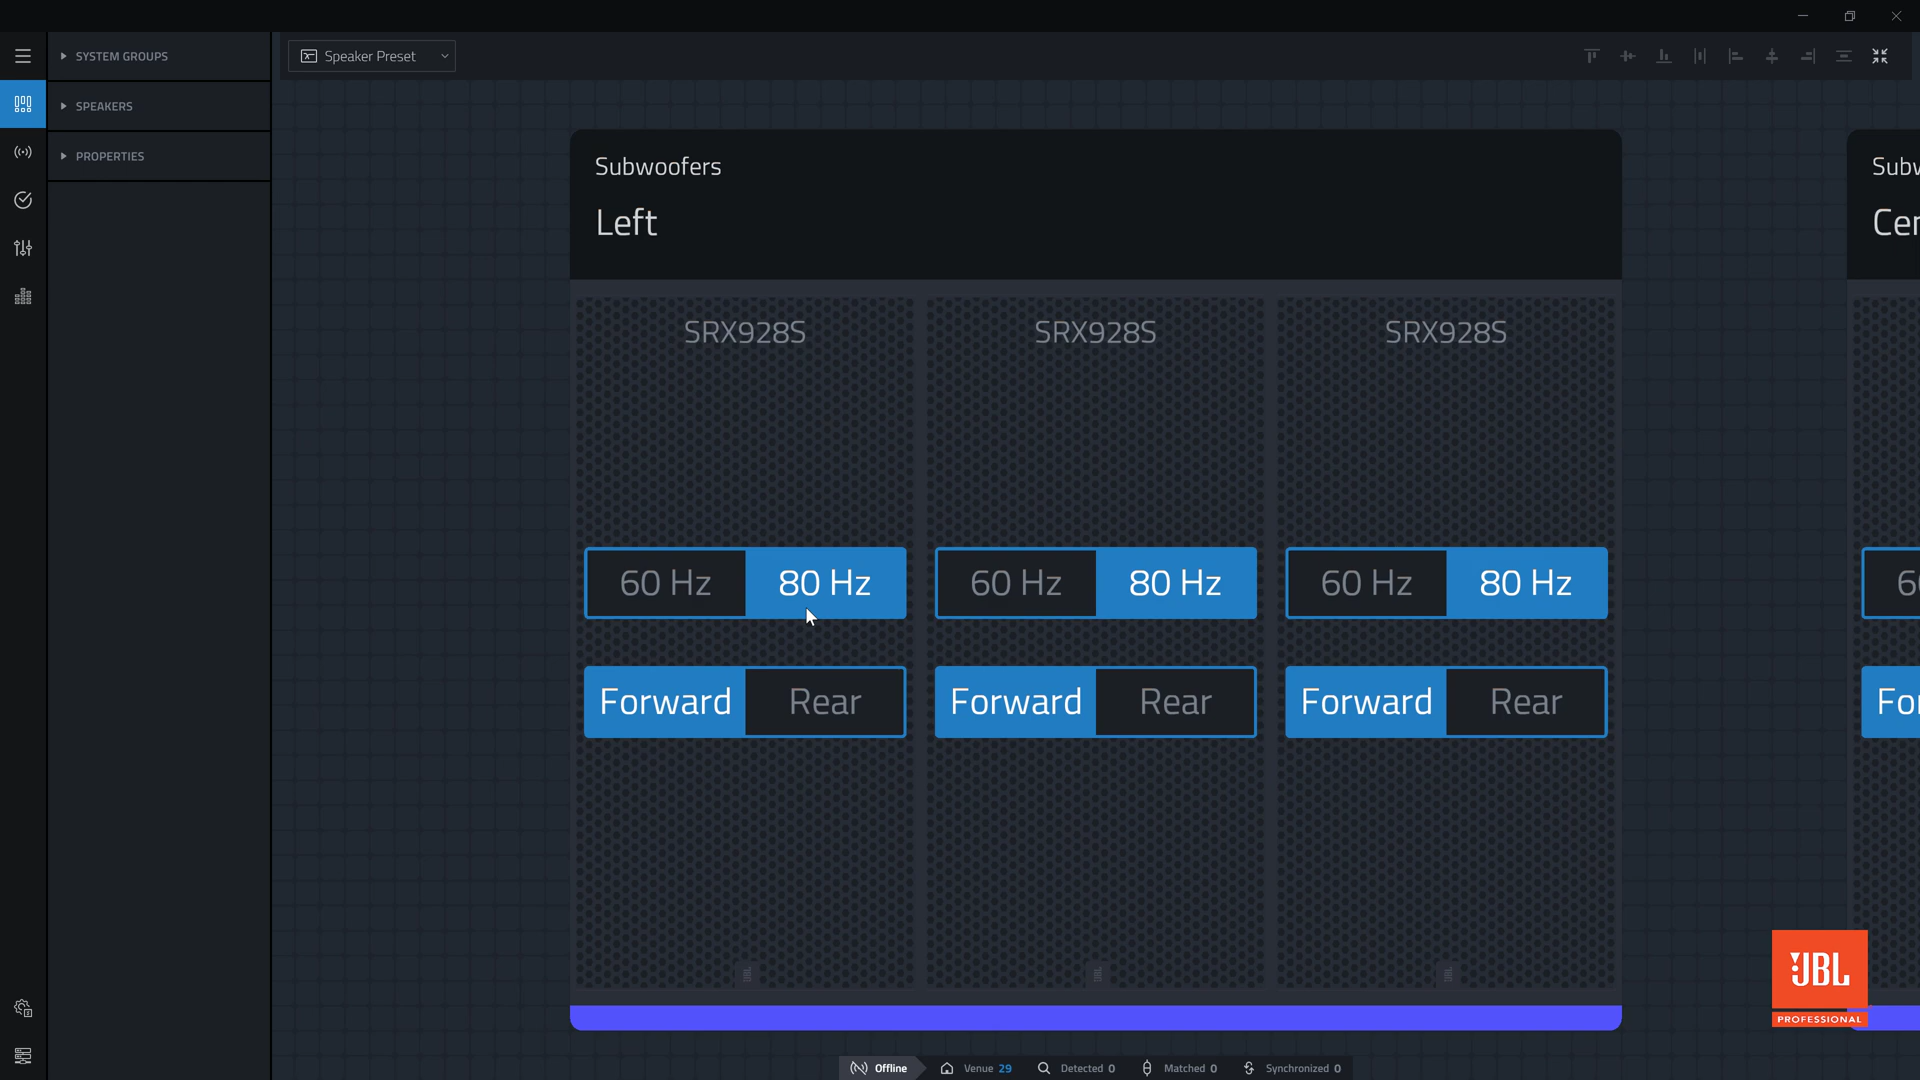 SYSTEM GROUPS
Speaker Preset
SPEAKERS
PROPERTIES
Subwoofers
Left
SRX928S
SRX928S
SRX928S
60 Hz 80 Hz
60 Hz 80 Hz
60 Hz 80 Hz
Forward Rear
Forward Rear
Forward Rear
JBL
PROFESSIONAL
Offline
Venue 29
Detected 0
Matched 0
Synchronized 0